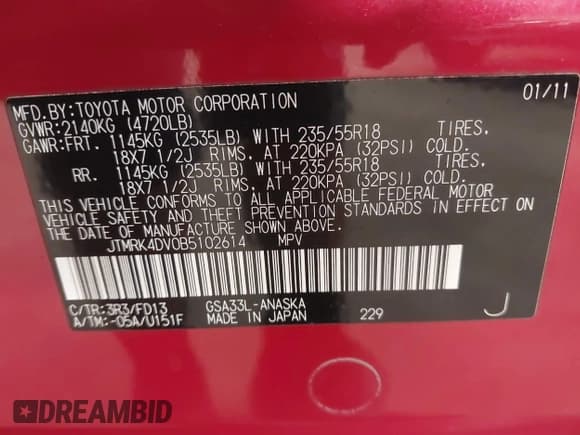 MFD.BY:TOYOTA MOTOR CORPORATION 01/11
GVWR:2140KG (4720LB)
GAWR:FRT. 1145KG (2535LB) WITH 235/55R18 TIRES,
18X7 1/2J RIMS, AT 220KPA (32PSI) COLD.
RR. 1145KG (2535LB) WITH 235/55R18 TIRES,
18X7 1/2J RIMS, AT 220KPA (32PSI) COLD.
THIS VEHICLE CONFORMS TO ALL APPLICABLE FEDERAL MOTOR
VEHICLE SAFETY AND THEFT PREVENTION STANDARDS IN EFFECT ON
THE DATE OF MANUFACTURE SHOWN ABOVE.
JTMRK4DV0B5102614 MPV
C/TR:3R3/FD13 GSA33L-ANASKA
A/TM:-05A/U151F MADE IN JAPAN 229 J
DREAMBID